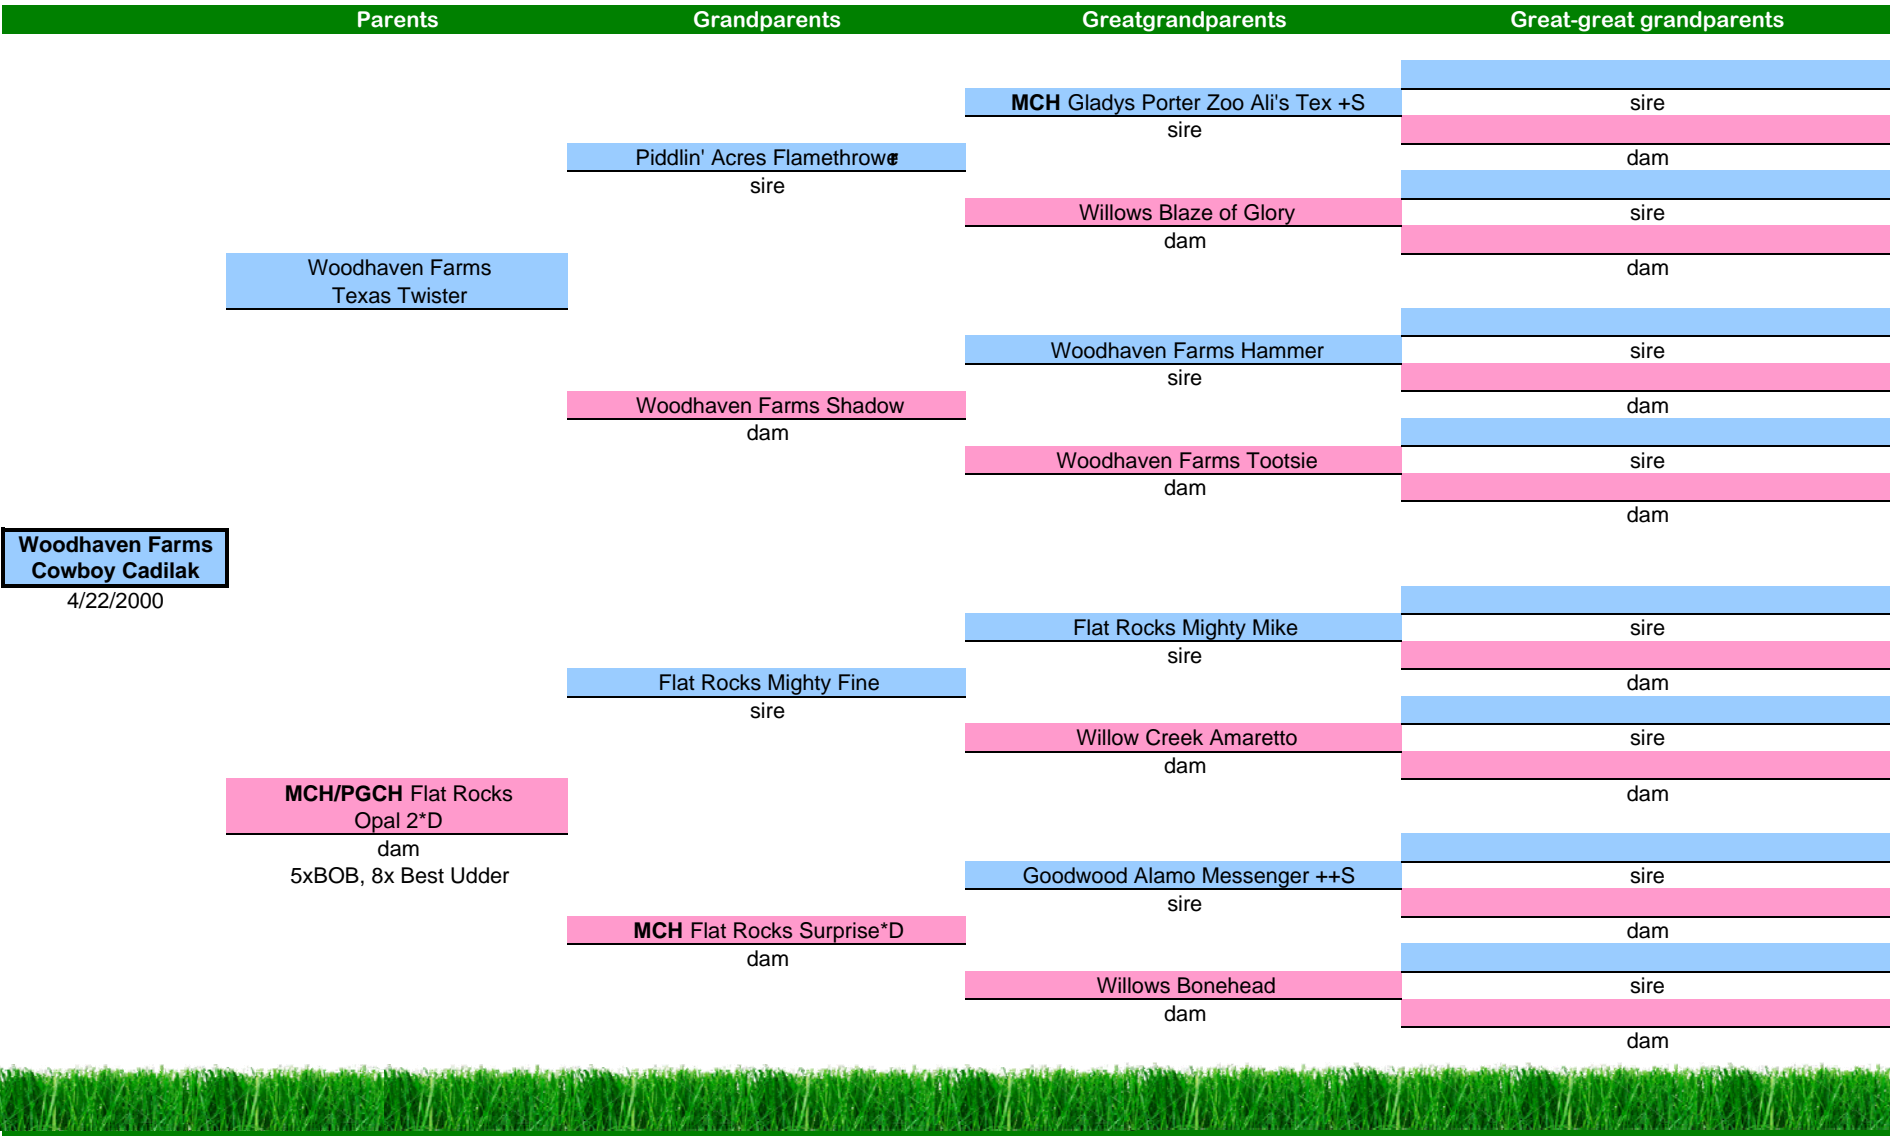 Parents Grandparents Greatgrandparents Great-great grandparents
MCH Gladys Porter Zoo Ali's Tex +S
sire
sire
Piddlin' Acres Flamethrower
dam
sire
Willows Blaze of Glory
sire
dam
Woodhaven Farms
dam
Texas Twister
Woodhaven Farms Hammer
sire
sire
Woodhaven Farms Shadow
dam
dam
Woodhaven Farms Tootsie
sire
dam
dam
Woodhaven Farms
Cowboy Cadilak
4/22/2000
Flat Rocks Mighty Mike
sire
sire
Flat Rocks Mighty Fine
dam
sire
Willow Creek Amaretto
sire
dam
MCH/PGCH Flat Rocks
dam
Opal 2*D
dam
5xBOB, 8x Best Udder
Goodwood Alamo Messenger ++S
sire
sire
MCH Flat Rocks Surprise*D
dam
dam
Willows Bonehead
sire
dam
dam